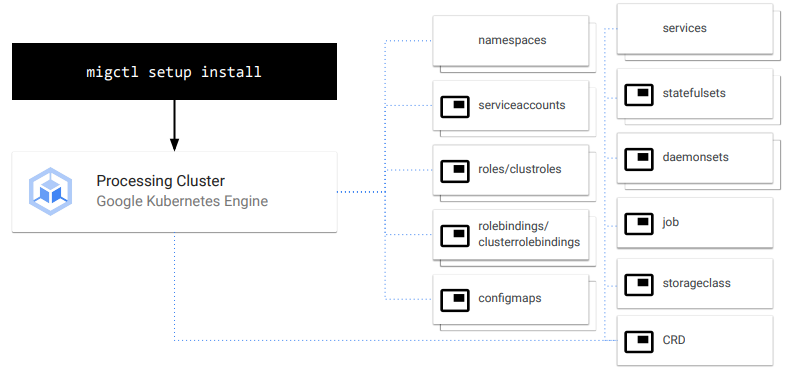 migctl setup install
Processing Cluster
Google Kubernetes Engine
namespaces
serviceaccounts
roles/clustroles
rolebindings/
clusterrolebindings
configmaps
services
statefulsets
daemonsets
job
storageclass
CRD